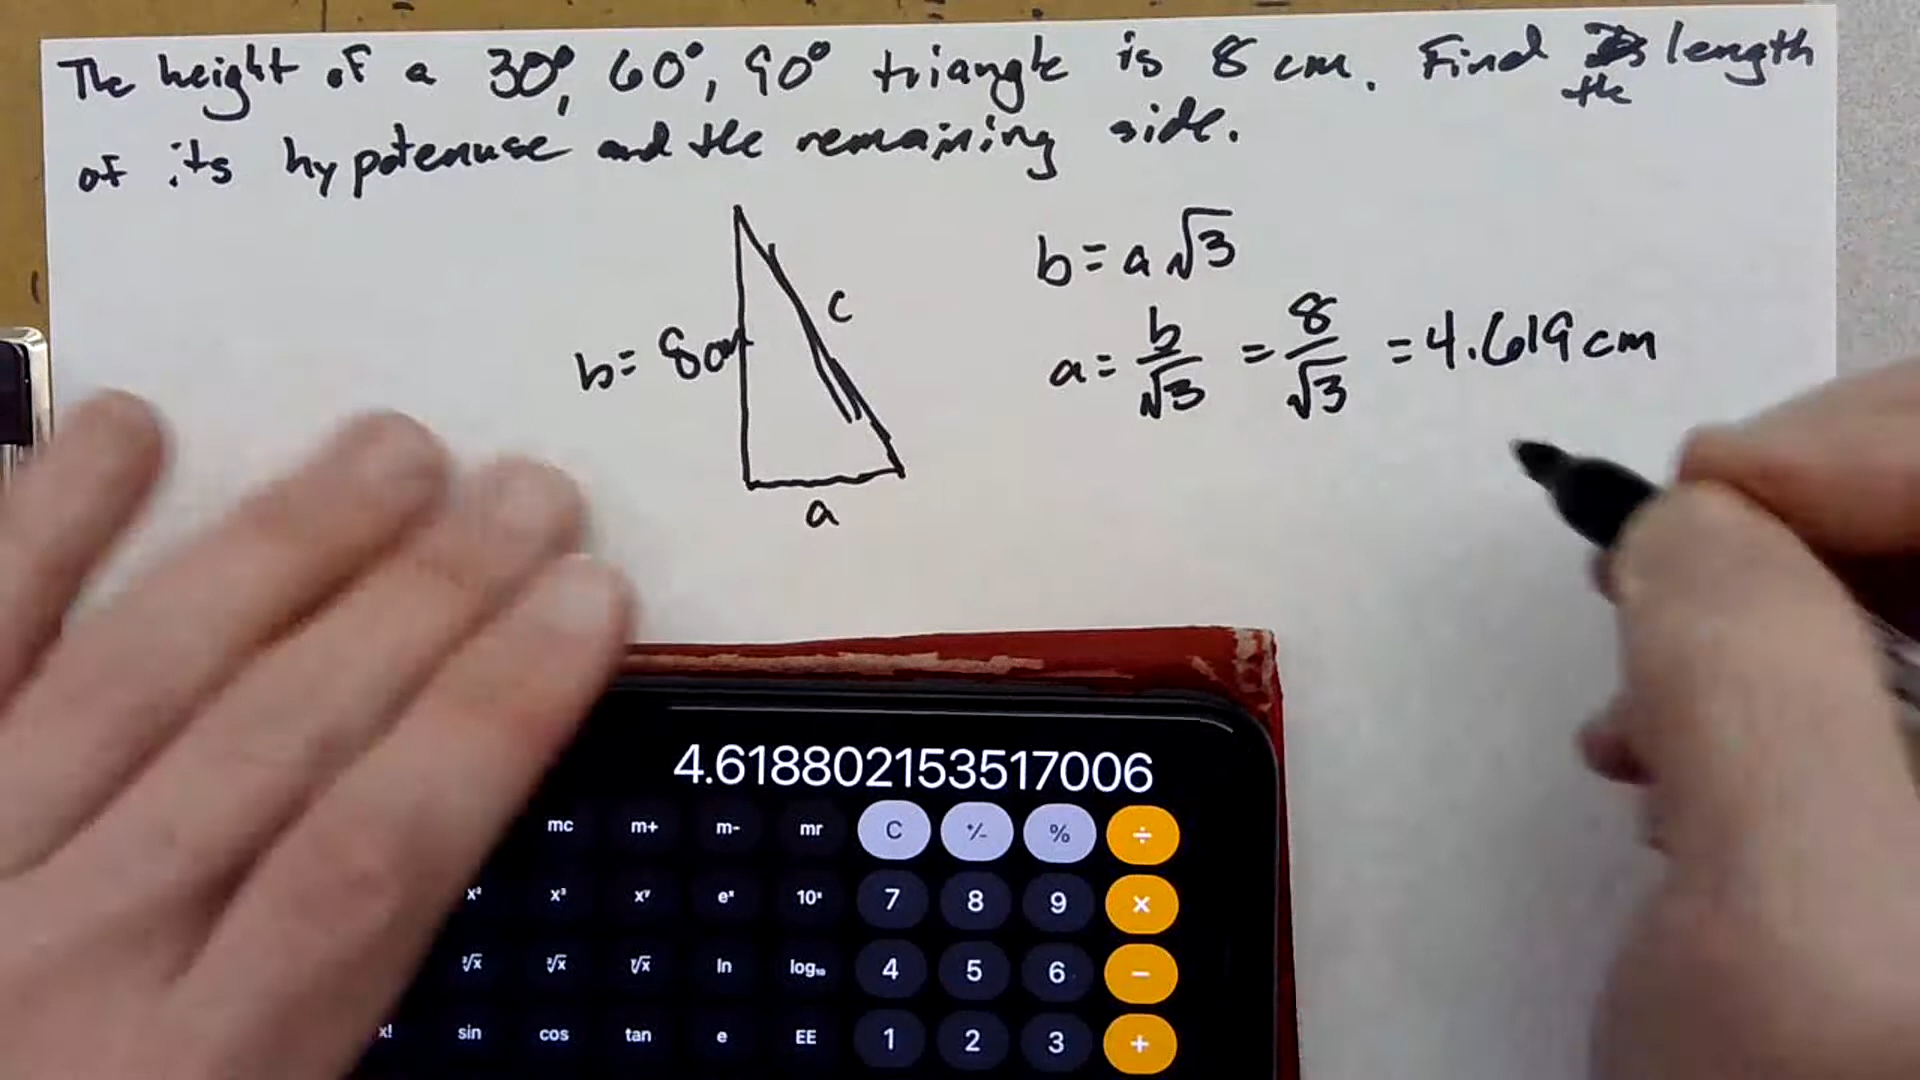 The height of a 30°, 60°, 90° triangle is 8 cm. Find length
the
of its hypotenuse and the remaining side.
b = a √3
c
b = 8cm
a = b/√3 = 8/√3 = 4.619 cm
a
4.618802153517006
mc m+ m- mr C +/- % ÷
x² x³ xʸ eˣ 10ˣ 7 8 9 ×
∛x ʸ√x ln log₁₀ 4 5 6 −
x! sin cos tan e EE 1 2 3 +